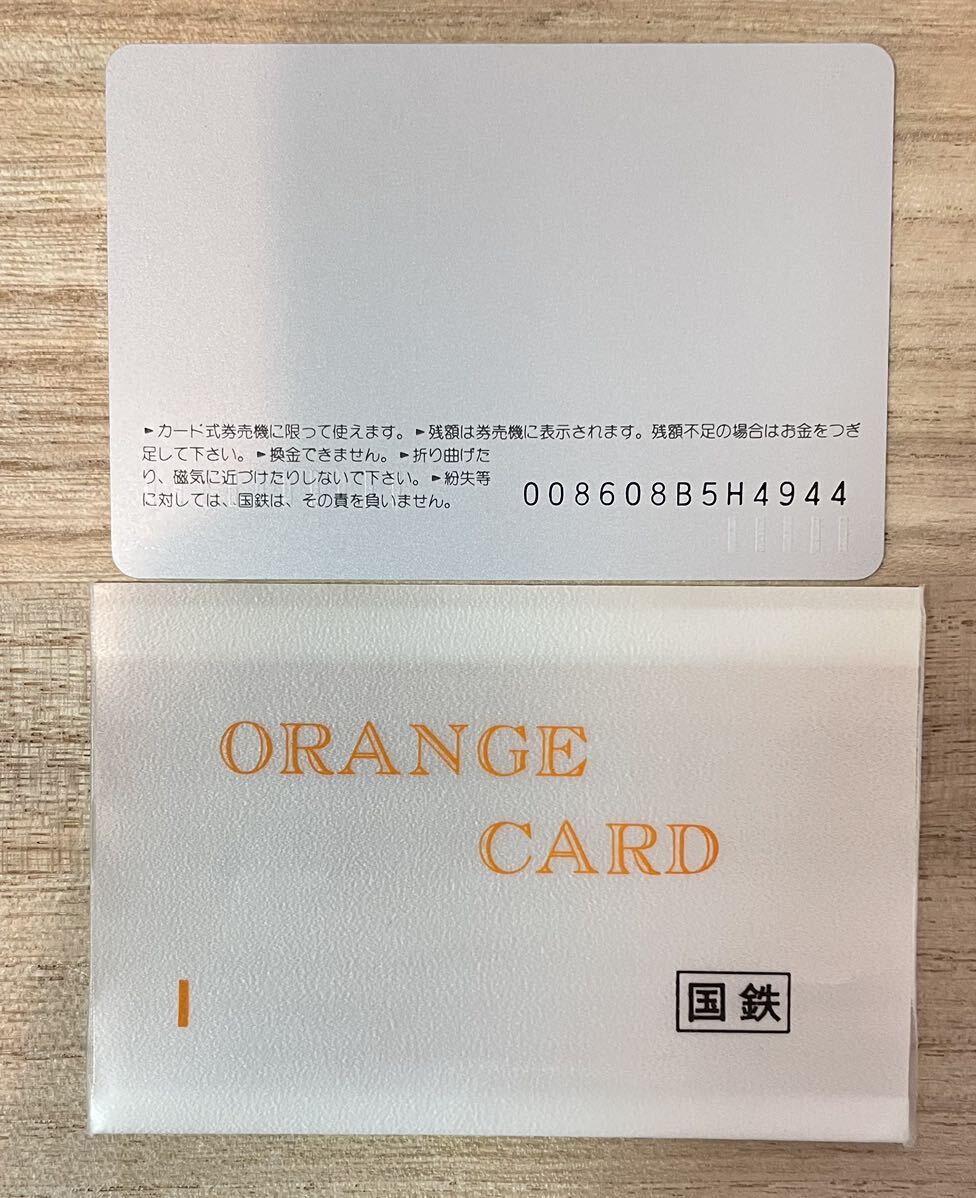 ►カード式券売機に限って使えます。►残額は券売機に表示されます。残額不足の場合はお金をつぎ
足して下さい。►換金できません。►折り曲げた
り、磁気に近づけたりしないで下さい。►紛失等
に対しては、国鉄は、その責を負いません。
008608B5H4944
ORANGE
CARD
国鉄